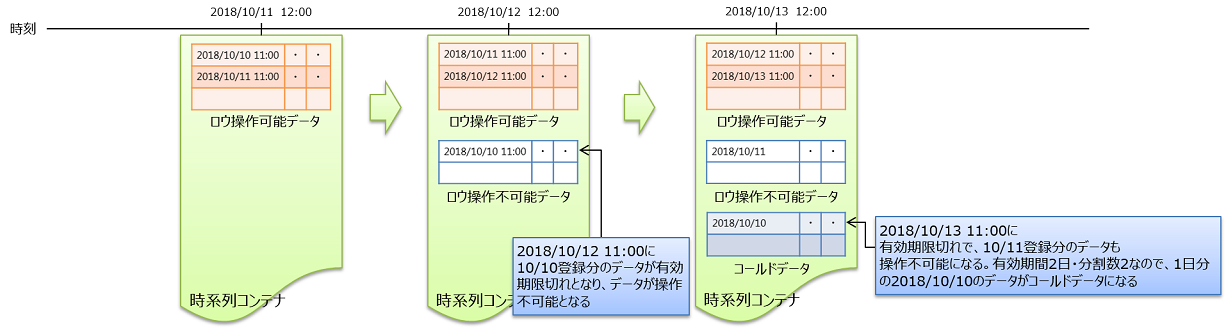 2018/10/11 12:00
2018/10/12 12:00
2018/10/13 12:00
時刻
2018/10/10 11:00 ・ ・
2018/10/11 11:00 ・ ・
ロウ操作可能データ
時系列コンテナ
2018/10/11 11:00 ・ ・
2018/10/12 11:00 ・ ・
ロウ操作可能データ
2018/10/10 11:00 ・ ・
ロウ操作不可能データ
時系列コンテナ
2018/10/12 11:00に
10/10登録分のデータが有効
期限切れとなり、データが操作
不可能となる
2018/10/12 11:00 ・ ・
2018/10/13 11:00 ・ ・
ロウ操作可能データ
2018/10/11 ・ ・
ロウ操作不可能データ
2018/10/10 ・ ・
コールドデータ
時系列コンテナ
2018/10/13 11:00に
有効期限切れで、10/11登録分のデータも
操作不可能になる。有効期間2日・分割数2なので、1日分
の2018/10/10のデータがコールドデータになる